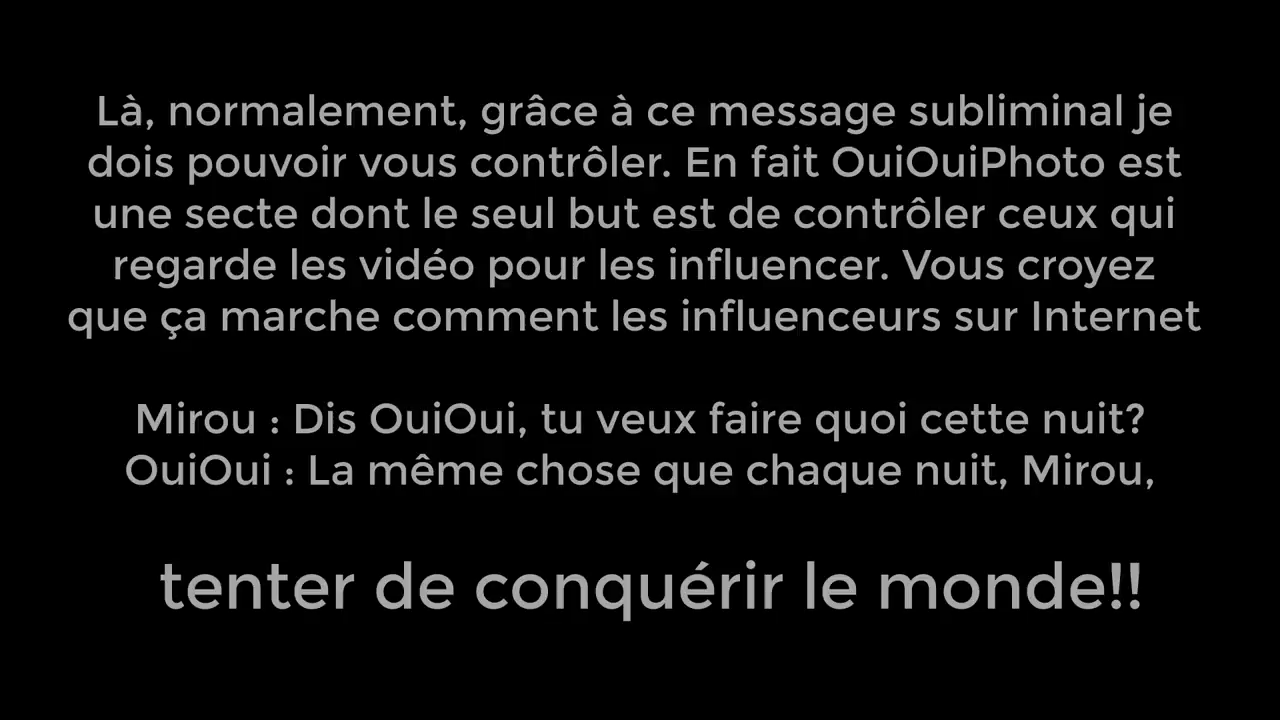 Là, normalement, grâce à ce message subliminal je
dois pouvoir vous contrôler. En fait OuiOuiPhoto est
une secte dont le seul but est de contrôler ceux qui
regarde les vidéo pour les influencer. Vous croyez
que ça marche comment les influenceurs sur Internet
Mirou : Dis OuiOui, tu veux faire quoi cette nuit?
OuiOui : La même chose que chaque nuit, Mirou,
tenter de conquérir le monde!!